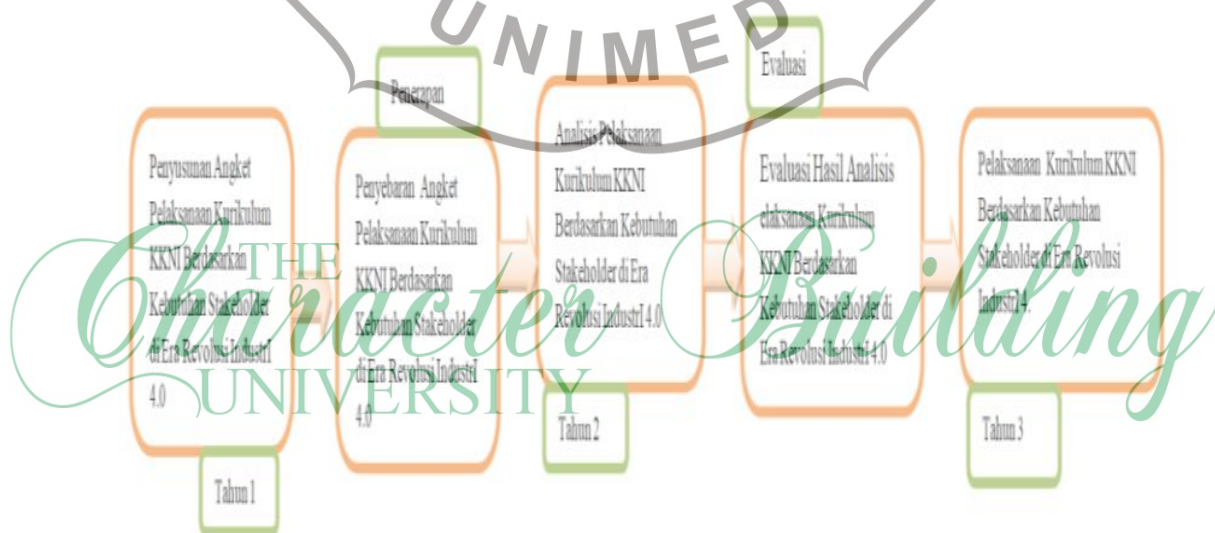 UNIMED
Penyusunan Angket
Pelaksanaan Kurikulum
KKNI Berdasarkan
Kebutuhan Stakeholder
di Era Revolusi IndustrI
4.0
Tahun 1
Penerapan
Penyebaran Angket
Pelaksanaan Kurikulum
KKNI Berdasarkan
Kebutuhan Stakeholder
di Era Revolusi IndustrI
4.0
Analisis Pelaksanaan
Kurikulum KKNI
Berdasarkan Kebutuhan
Stakeholder di Era
Revolusi IndustrI 4.0
Tahun 2
Evaluasi
Evaluasi Hasil Analisis
elaksanaan Kurikulum
KKNI Berdasarkan
Kebutuhan Stakeholder di
Era Revolusi IndustrI 4.0
Pelaksanaan Kurikulum KKNI
Berdasarkan Kebutuhan
Stakeholder di Era Revolusi
IndustrI 4.
Tahun 3
THE
Character Building
UNIVERSITY